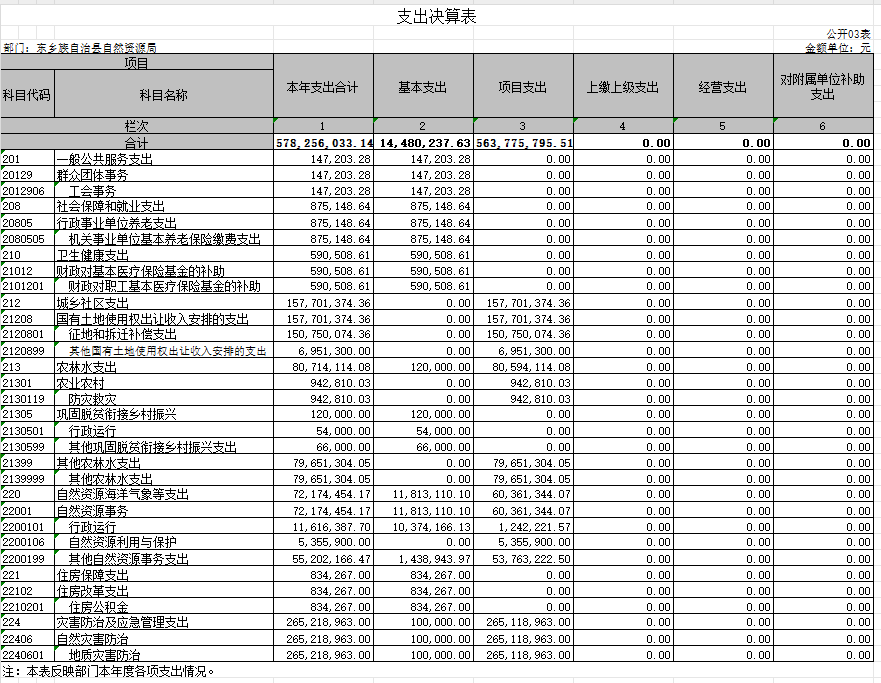 支出决算表
公开03表
部门：东乡族自治县自然资源局 金额单位：元
项目 本年支出合计 基本支出 项目支出 上缴上级支出 经营支出 对附属单位补助支出
科目代码 科目名称
栏次 1 2 3 4 5 6
合计 578,256,033.14 14,480,237.63 563,775,795.51 0.00 0.00 0.00
201 一般公共服务支出 147,203.28 147,203.28 0.00 0.00 0.00 0.00
20129 群众团体事务 147,203.28 147,203.28 0.00 0.00 0.00 0.00
2012906 工会事务 147,203.28 147,203.28 0.00 0.00 0.00 0.00
208 社会保障和就业支出 875,148.64 875,148.64 0.00 0.00 0.00 0.00
20805 行政事业单位养老支出 875,148.64 875,148.64 0.00 0.00 0.00 0.00
2080505 机关事业单位基本养老保险缴费支出 875,148.64 875,148.64 0.00 0.00 0.00 0.00
210 卫生健康支出 590,508.61 590,508.61 0.00 0.00 0.00 0.00
21012 财政对基本医疗保险基金的补助 590,508.61 590,508.61 0.00 0.00 0.00 0.00
2101201 财政对职工基本医疗保险基金的补助 590,508.61 590,508.61 0.00 0.00 0.00 0.00
212 城乡社区支出 157,701,374.36 0.00 157,701,374.36 0.00 0.00 0.00
21208 国有土地使用权出让收入安排的支出 157,701,374.36 0.00 157,701,374.36 0.00 0.00 0.00
2120801 征地和拆迁补偿支出 150,750,074.36 0.00 150,750,074.36 0.00 0.00 0.00
2120899 其他国有土地使用权出让收入安排的支出 6,951,300.00 0.00 6,951,300.00 0.00 0.00 0.00
213 农林水支出 80,714,114.08 120,000.00 80,594,114.08 0.00 0.00 0.00
21301 农业农村 942,810.03 0.00 942,810.03 0.00 0.00 0.00
2130119 防灾救灾 942,810.03 0.00 942,810.03 0.00 0.00 0.00
21305 巩固脱贫衔接乡村振兴 120,000.00 120,000.00 0.00 0.00 0.00 0.00
2130501 行政运行 54,000.00 54,000.00 0.00 0.00 0.00 0.00
2130599 其他巩固脱贫衔接乡村振兴支出 66,000.00 66,000.00 0.00 0.00 0.00 0.00
21399 其他农林水支出 79,651,304.05 0.00 79,651,304.05 0.00 0.00 0.00
2139999 其他农林水支出 79,651,304.05 0.00 79,651,304.05 0.00 0.00 0.00
220 自然资源海洋气象等支出 72,174,454.17 11,813,110.10 60,361,344.07 0.00 0.00 0.00
22001 自然资源事务 72,174,454.17 11,813,110.10 60,361,344.07 0.00 0.00 0.00
2200101 行政运行 11,616,387.70 10,374,166.13 1,242,221.57 0.00 0.00 0.00
2200106 自然资源利用与保护 5,355,900.00 0.00 5,355,900.00 0.00 0.00 0.00
2200199 其他自然资源事务支出 55,202,166.47 1,438,943.97 53,763,222.50 0.00 0.00 0.00
221 住房保障支出 834,267.00 834,267.00 0.00 0.00 0.00 0.00
22102 住房改革支出 834,267.00 834,267.00 0.00 0.00 0.00 0.00
2210201 住房公积金 834,267.00 834,267.00 0.00 0.00 0.00 0.00
224 灾害防治及应急管理支出 265,218,963.00 100,000.00 265,118,963.00 0.00 0.00 0.00
22406 自然灾害防治 265,218,963.00 100,000.00 265,118,963.00 0.00 0.00 0.00
2240601 地质灾害防治 265,218,963.00 100,000.00 265,118,963.00 0.00 0.00 0.00
注：本表反映部门本年度各项支出情况。